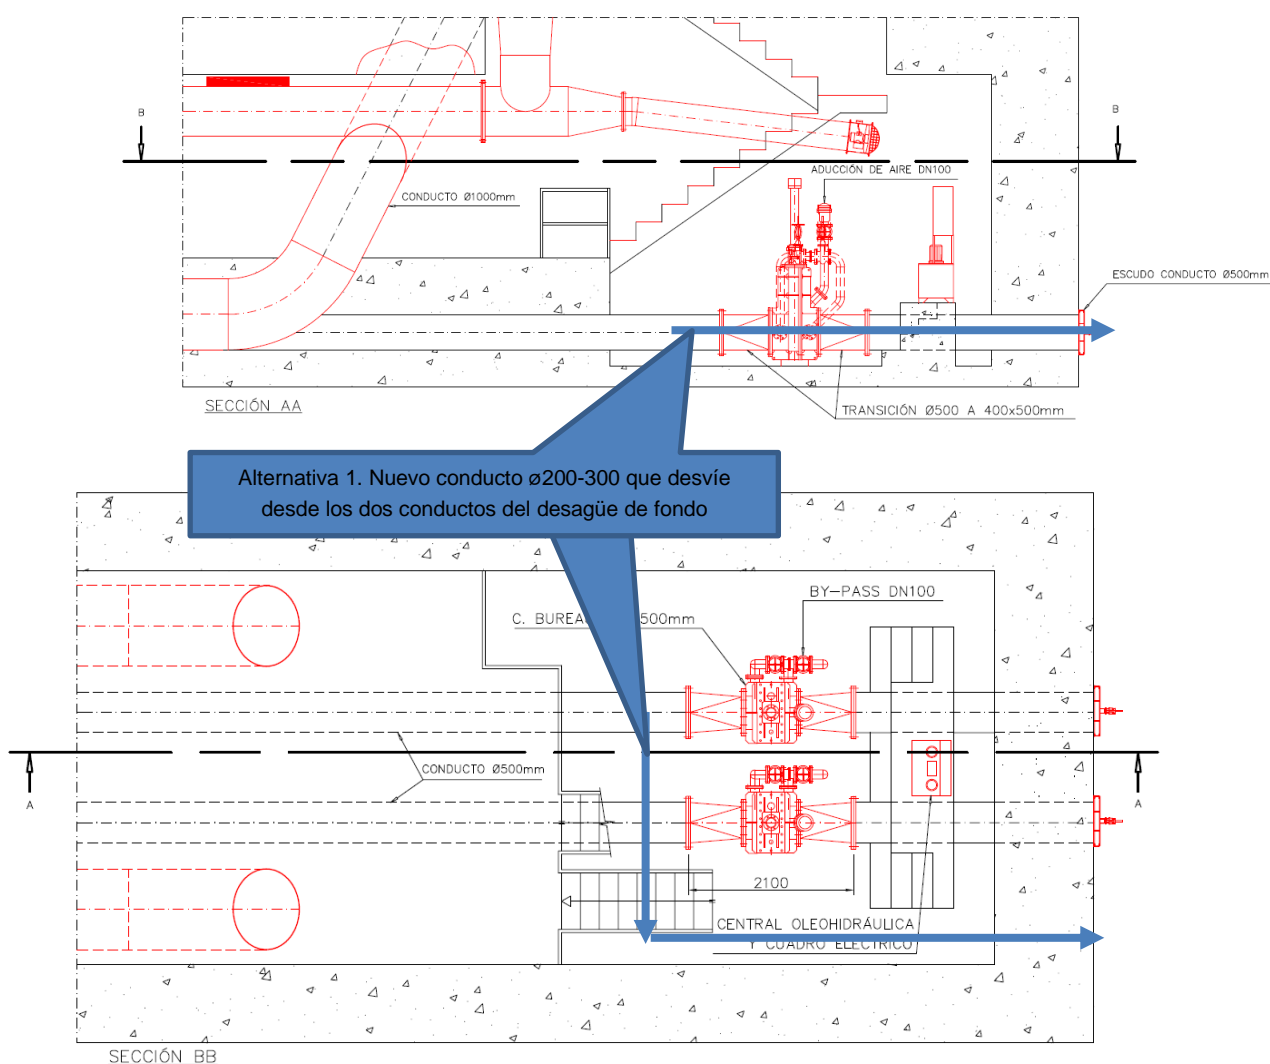 B
B
ADUCCIÓN DE AIRE DN100
CONDUCTO Ø1000mm
ESCUDO CONDUCTO Ø500mm
SECCIÓN AA
TRANSICIÓN Ø500 A 400x500mm
Alternativa 1. Nuevo conducto ø200-300 que desvíe
desde los dos conductos del desagüe de fondo
BY-PASS DN100
C. BUREAU 500mm
CONDUCTO Ø500mm
A
A
2100
CENTRAL OLEOHIDRÁULICA
Y CUADRO ELÉCTRICO
SECCIÓN BB